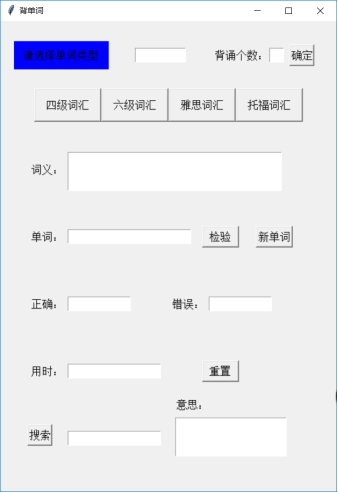 背单词
请选择单词类型
背诵个数：
确定
四级词汇 六级词汇 雅思词汇 托福词汇
词义：
单词：
检验
新单词
正确：
错误：
用时：
重置
意思：
搜索